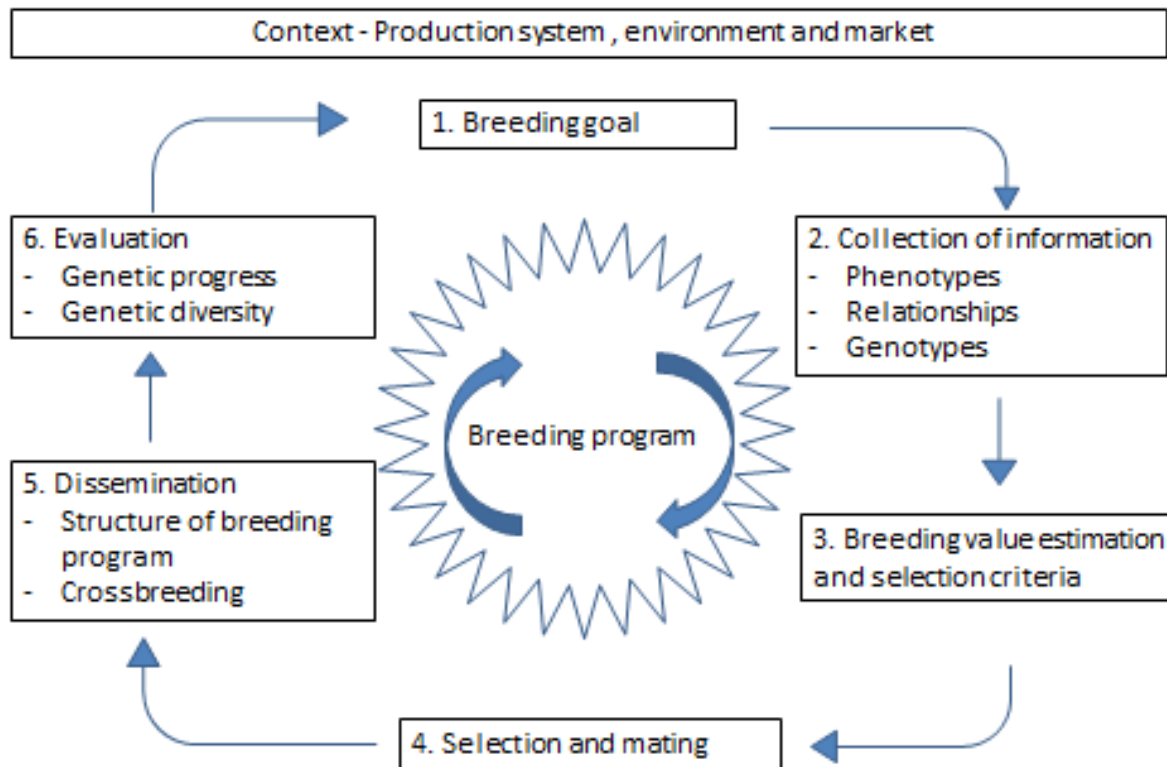 Context - Production system , environment and market
1. Breeding goal
2. Collection of information
- Phenotypes
- Relationships
- Genotypes
3. Breeding value estimation
and selection criteria
4. Selection and mating
5. Dissemination
- Structure of breeding
program
- Crossbreeding
6. Evaluation
- Genetic progress
- Genetic diversity
Breeding program